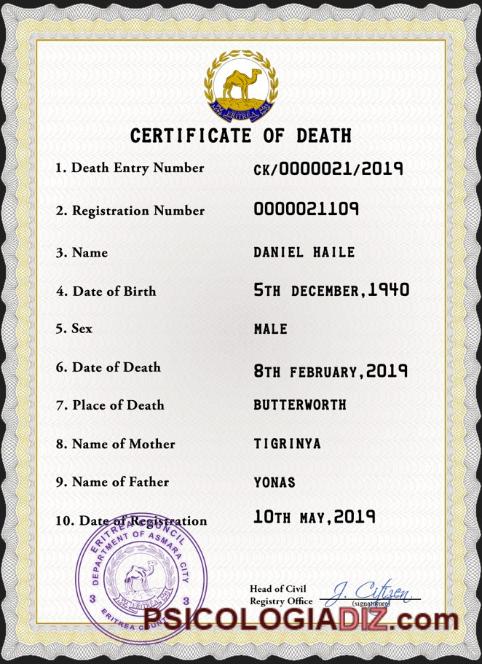 ERITREA
CERTIFICATE OF DEATH
1. Death Entry Number CK/0000021/2019
2. Registration Number 0000021109
3. Name DANIEL HAILE
4. Date of Birth 5TH DECEMBER,1940
5. Sex MALE
6. Date of Death 8TH FEBRUARY,2019
7. Place of Death BUTTERWORTH
8. Name of Mother TIGRINYA
9. Name of Father YONAS
10. Date of Registration 10TH MAY,2019
ERITREA COUNCIL
DEPARTMENT OF ASMARA CITY
3 3
ERITREA COUNTY
Head of Civil
Registry Office J. Citizen
(signature)
PSICOLOGIADIZ.com